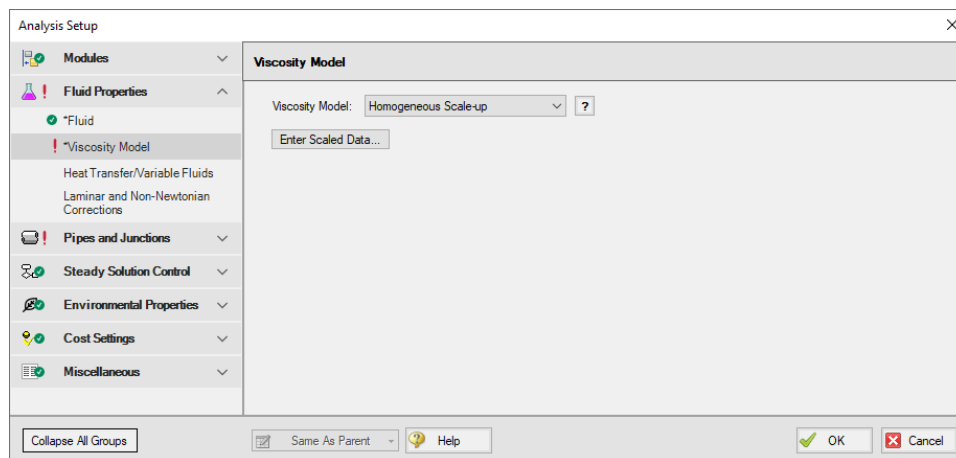 Analysis Setup
Modules
Fluid Properties
*Fluid
*Viscosity Model
Heat Transfer/Variable Fluids
Laminar and Non-Newtonian
Corrections
Pipes and Junctions
Steady Solution Control
Environmental Properties
Cost Settings
Miscellaneous
Collapse All Groups
Viscosity Model
Viscosity Model: Homogeneous Scale-up ?
Enter Scaled Data...
Same As Parent
Help
OK
Cancel